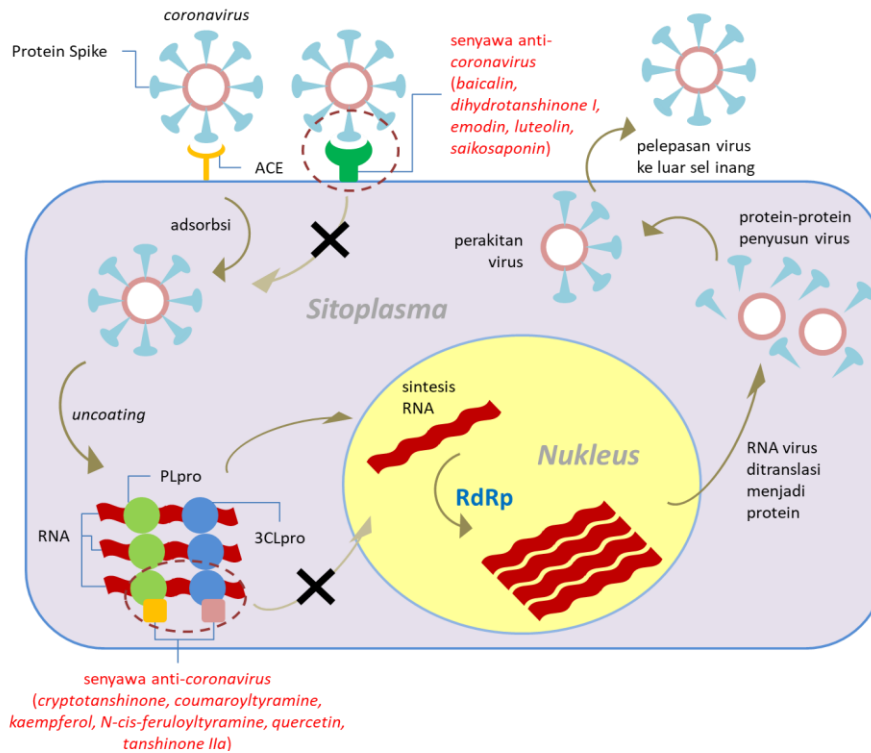 coronavirus
Protein Spike
ACE
senyawa anti-
coronavirus
(baicalin,
dihydrotanshinone I,
emodin, luteolin,
saikosaponin)
pelepasan virus
ke luar sel inang
adsorbsi
perakitan
virus
protein-protein
penyusun virus
Sitoplasma
uncoating
sintesis
RNA
Nukleus
RdRp
RNA virus
ditranslasi
menjadi
protein
PLpro
RNA
3CLpro
senyawa anti-coronavirus
(cryptotanshinone, coumaroyltyramine,
kaempferol, N-cis-feruloyltyramine, quercetin,
tanshinone IIa)